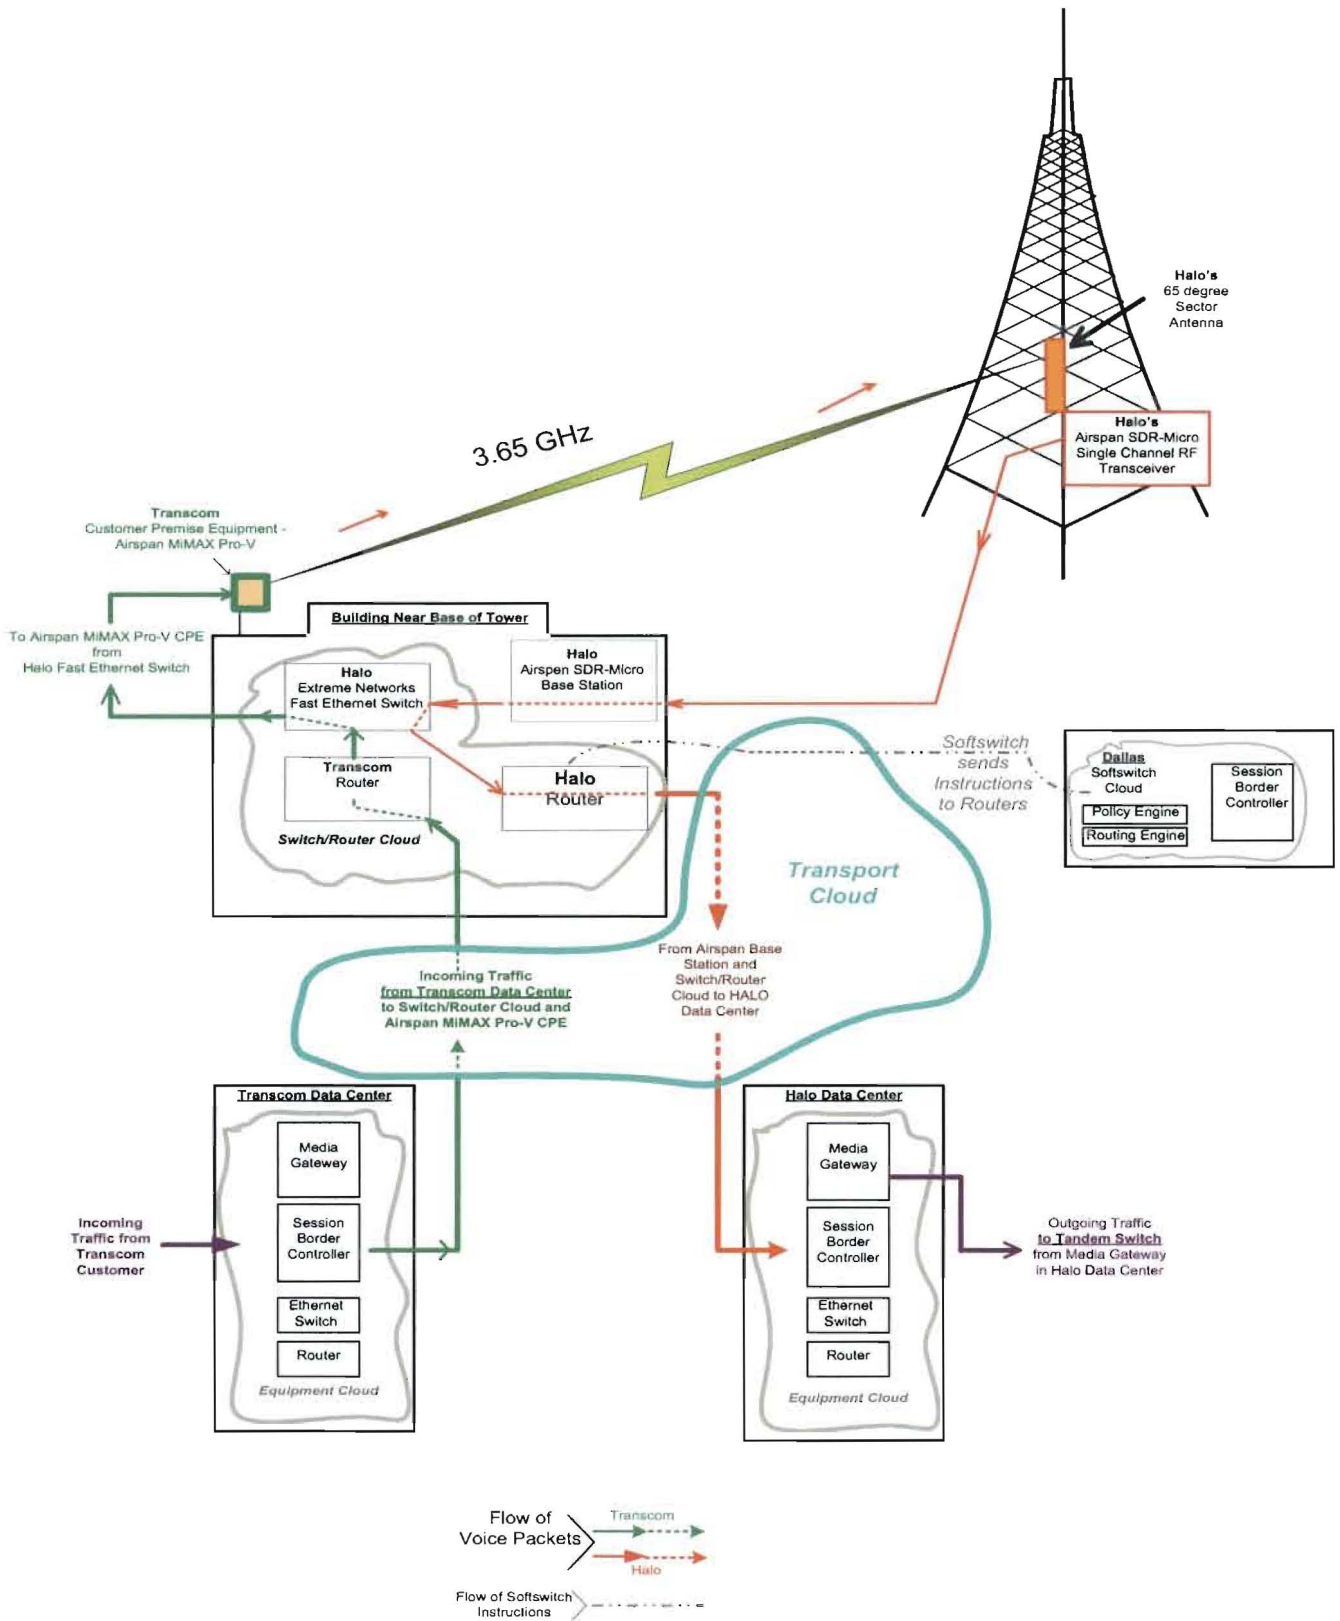 Halo's
65 degree
Sector
Antenna
Halo's
Airspan SDR-Micro
Single Channel RF
Transceiver
3.65 GHz
Transcom
Customer Premise Equipment -
Airspan MiMAX Pro-V
To Airspan MiMAX Pro-V CPE
from
Halo Fast Ethernet Switch
Building Near Base of Tower
Halo
Extreme Networks
Fast Ethernet Switch
Halo
Airspen SDR-Micro
Base Station
Transcom
Router
Halo
Router
Switch/Router Cloud
Softswitch
sends
Instructions
to Routers
Dallas
Softswitch
Cloud
Policy Engine
Routing Engine
Session
Border
Controller
Transport
Cloud
Incoming Traffic
from Transcom Data Center
to Switch/Router Cloud and
Airspan MiMAX Pro-V CPE
From Airspan Base
Station and
Switch/Router
Cloud to HALO
Data Center
Transcom Data Center
Media
Gateway
Session
Border
Controller
Ethernet
Switch
Router
Equipment Cloud
Incoming
Traffic from
Transcom
Customer
Halo Data Center
Media
Gateway
Session
Border
Controller
Ethernet
Switch
Router
Equipment Cloud
Outgoing Traffic
to Tandem Switch
from Media Gateway
in Halo Data Center
Flow of
Voice Packets
Transcom
Halo
Flow of Softswitch
Instructions